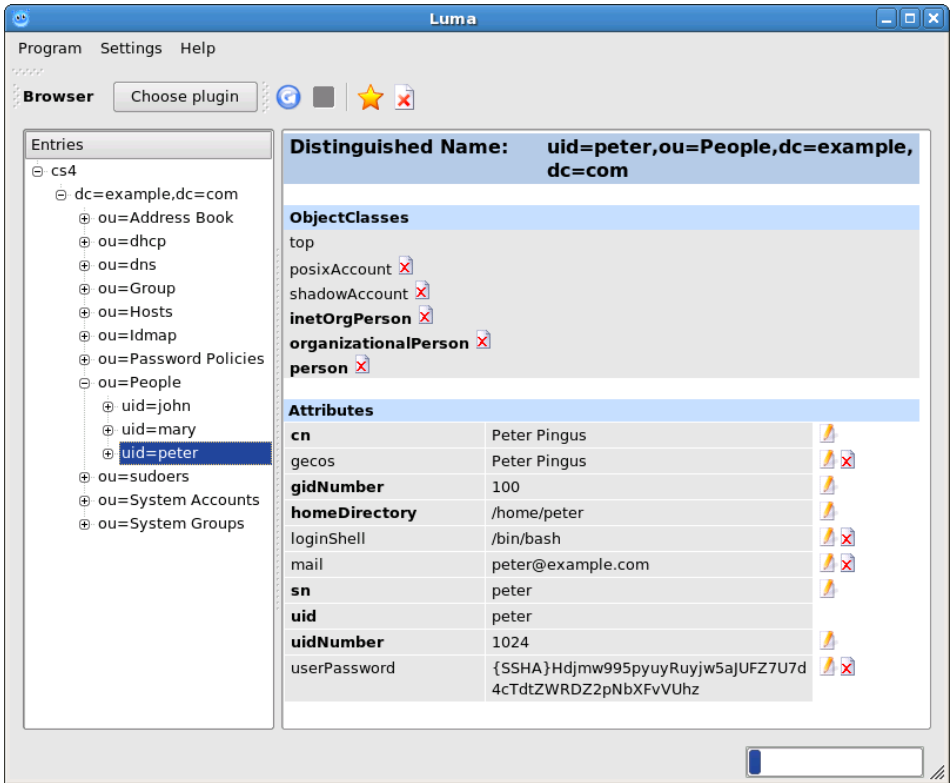 Luma
Program Settings Help
Browser Choose plugin
Entries
cs4
dc=example,dc=com
ou=Address Book
ou=dhcp
ou=dns
ou=Group
ou=Hosts
ou=Idmap
ou=Password Policies
ou=People
uid=john
uid=mary
uid=peter
ou=sudoers
ou=System Accounts
ou=System Groups
Distinguished Name: uid=peter,ou=People,dc=example,
dc=com
ObjectClasses
top
posixAccount
shadowAccount
inetOrgPerson
organizationalPerson
person
Attributes
cn Peter Pingus
gecos Peter Pingus
gidNumber 100
homeDirectory /home/peter
loginShell /bin/bash
mail peter@example.com
sn peter
uid peter
uidNumber 1024
userPassword {SSHA}Hdjmw995pyuyRuyjw5aJUFZ7U7d
4cTdtZWRDZ2pNbXFvVUhz